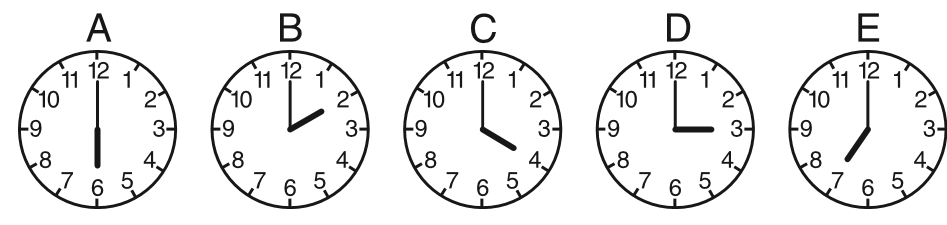 A B C D E
12 12 12 12 12
11 1 11 1 11 1 11 1 11 1
10 2 10 2 10 2 10 2 10 2
9 3 9 3 9 3 9 3 9 3
8 4 8 4 8 4 8 4 8 4
7 5 7 5 7 5 7 5 7 5
6 6 6 6 6